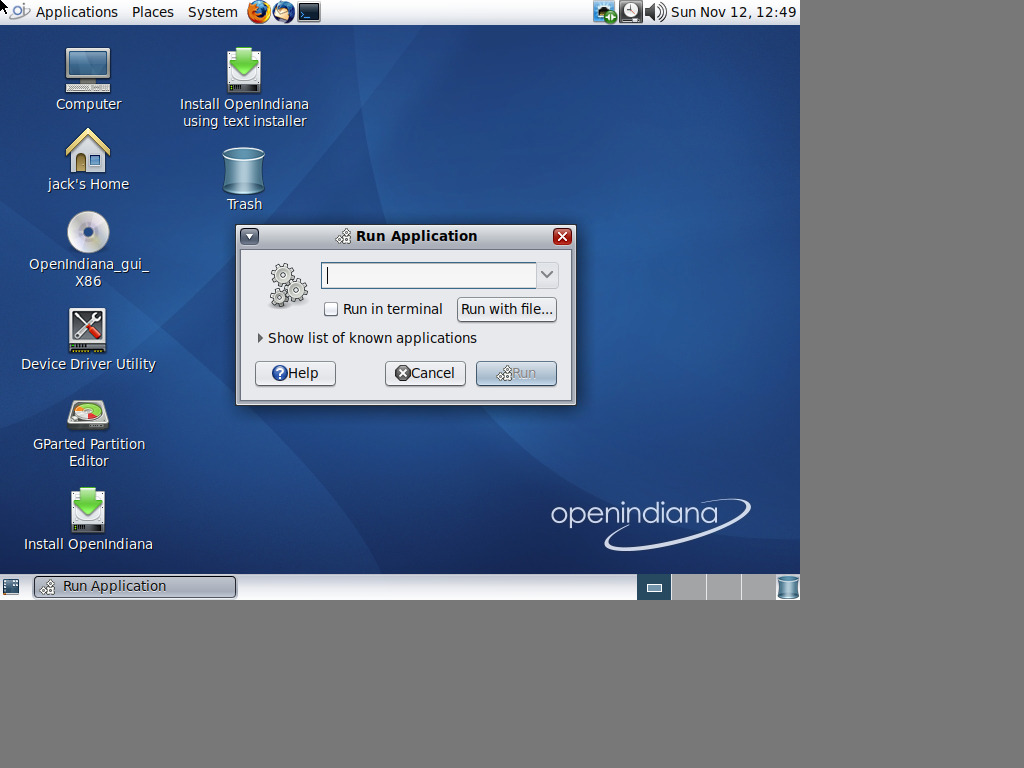 Applications Places System Sun Nov 12, 12:49
Computer
Install OpenIndiana
using text installer
jack's Home
Trash
OpenIndiana_gui_
X86
Device Driver Utility
GParted Partition
Editor
Install OpenIndiana
Run Application
Run in terminal Run with file...
Show list of known applications
Help Cancel Run
openindiana
Run Application